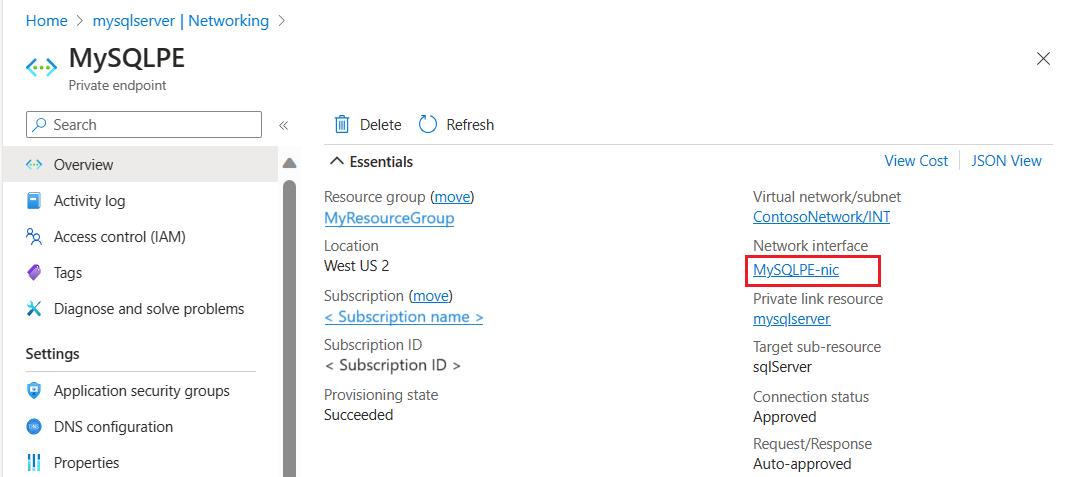 Home > mysqlserver | Networking >
MySQLPE
Private endpoint
Search
«
Overview
Activity log
Access control (IAM)
Tags
Diagnose and solve problems
Settings
Application security groups
DNS configuration
Properties
Delete Refresh
Essentials
View Cost JSON View
Resource group (move)
MyResourceGroup
Location
West US 2
Subscription (move)
< Subscription name >
Subscription ID
< Subscription ID >
Provisioning state
Succeeded
Virtual network/subnet
ContosoNetwork/INT
Network interface
MySQLPE-nic
Private link resource
mysqlserver
Target sub-resource
sqlServer
Connection status
Approved
Request/Response
Auto-approved